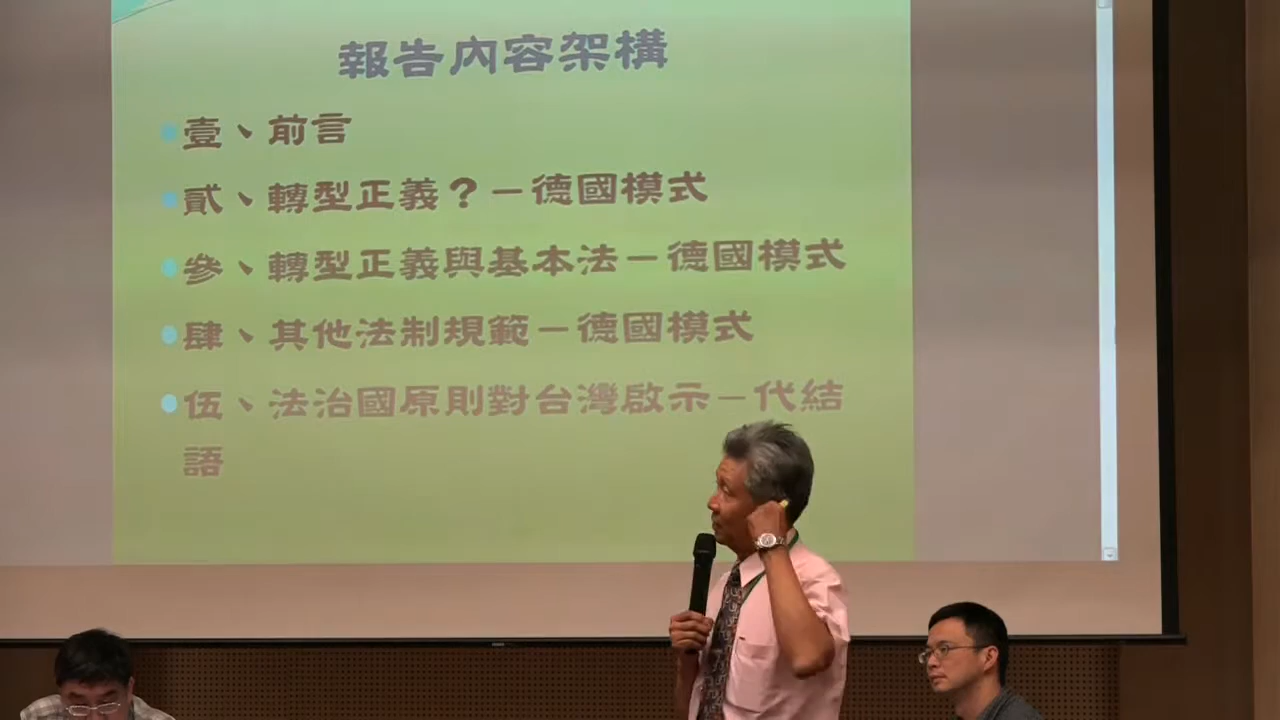 報告內容架構
壹、前言
貳、轉型正義？－德國模式
參、轉型正義與基本法－德國模式
肆、其他法制規範－德國模式
伍、法治國原則對台灣啟示－代結
語